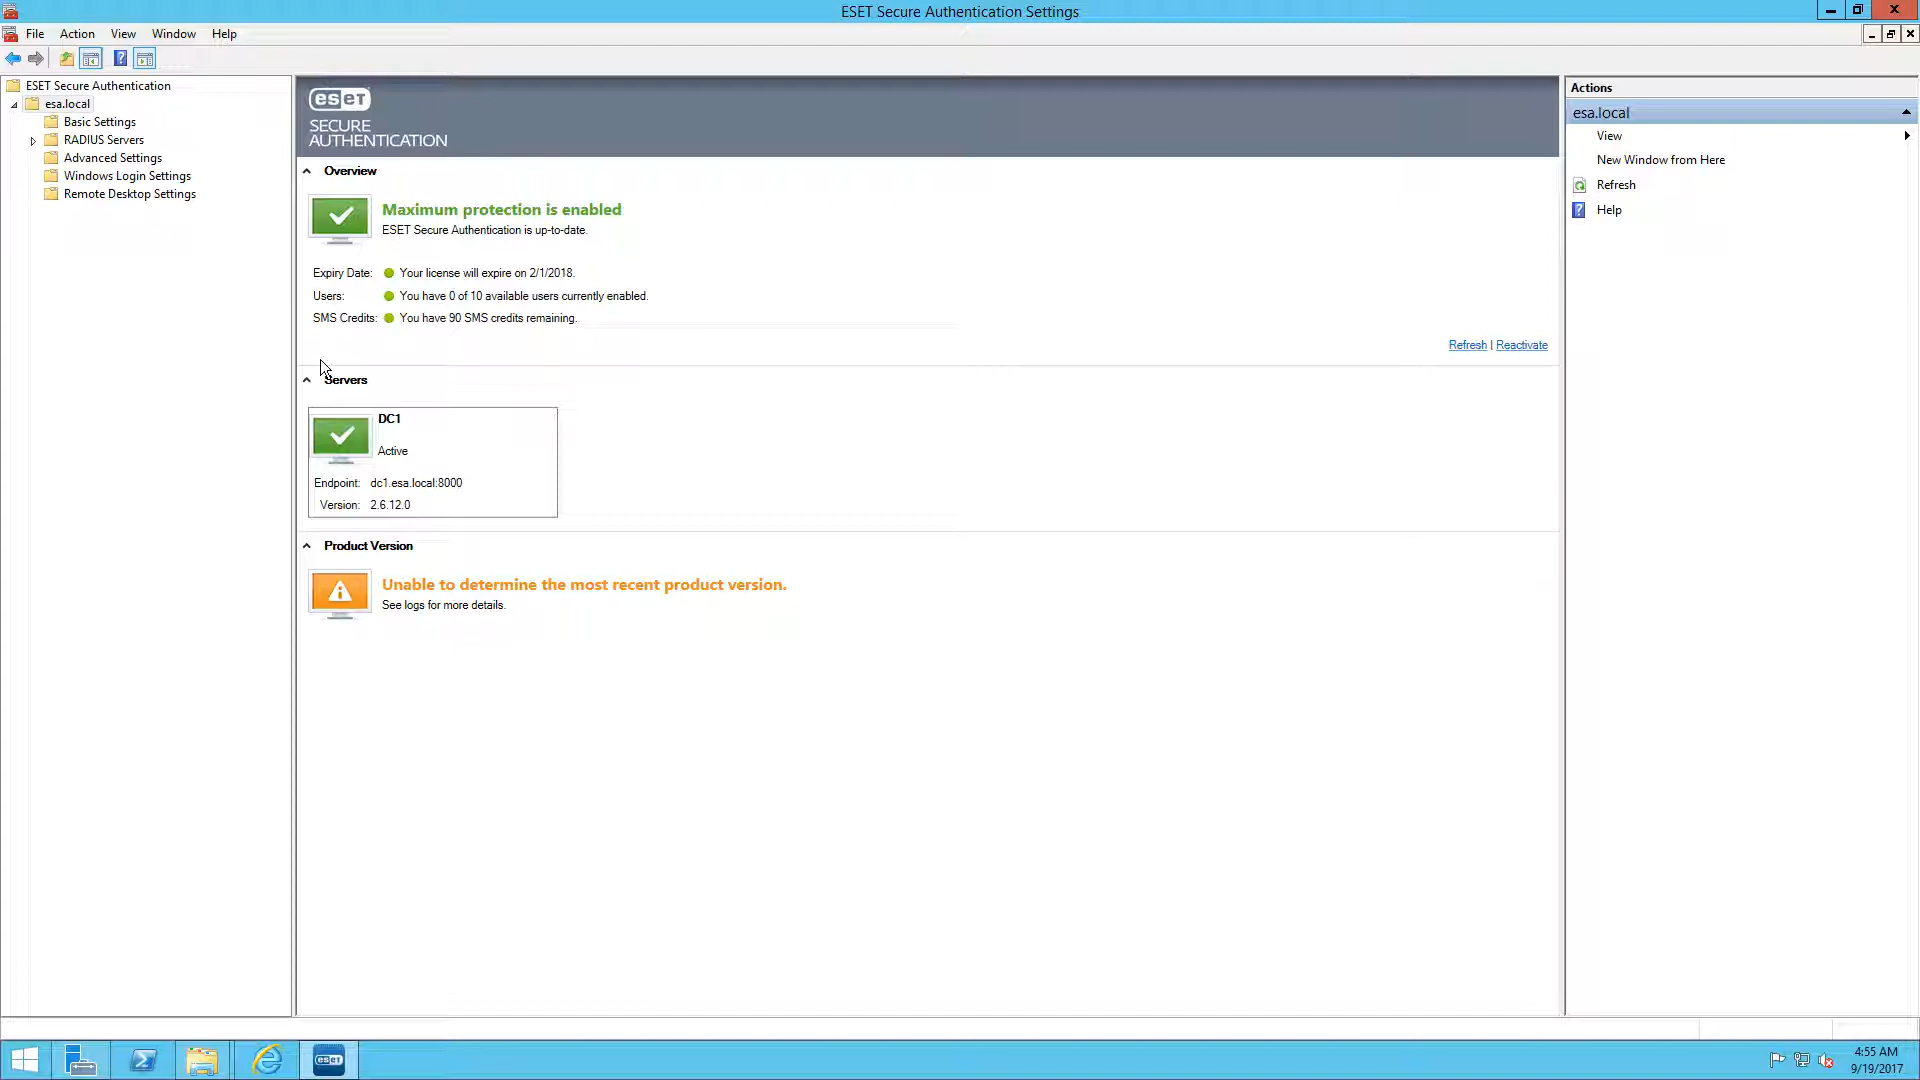 ESET Secure Authentication Settings
File Action View Window Help
ESET Secure Authentication
esa.local
Basic Settings
RADIUS Servers
Advanced Settings
Windows Login Settings
Remote Desktop Settings
eseT
SECURE
AUTHENTICATION
Overview
Maximum protection is enabled
ESET Secure Authentication is up-to-date.
Expiry Date: Your license will expire on 2/1/2018.
Users: You have 0 of 10 available users currently enabled.
SMS Credits: You have 90 SMS credits remaining.
Refresh | Reactivate
Servers
DC1
Active
Endpoint: dc1.esa.local:8000
Version: 2.6.12.0
Product Version
Unable to determine the most recent product version.
See logs for more details.
Actions
esa.local
View
New Window from Here
Refresh
Help
eseT
4:55 AM
9/19/2017